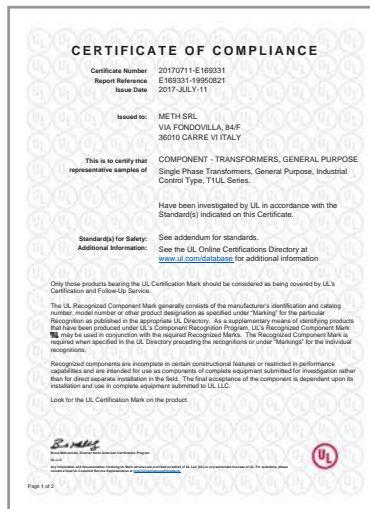 CERTIFICATE OF COMPLIANCE
Certificate Number 20170711-E169331
Report Reference E169331-19950821
Issue Date 2017-JULY-11
Issued to: METH SRL
VIA FONDOVILLA, 84/F
36010 CARRE VI ITALY
This is to certify that COMPONENT - TRANSFORMERS, GENERAL PURPOSE
representative samples of Single Phase Transformers, General Purpose, Industrial
Control Type, T1UL Series.
Have been investigated by UL in accordance with the
Standard(s) indicated on this Certificate.
Standard(s) for Safety: See addendum for standards.
Additional Information: See the UL Online Certifications Directory at
www.ul.com/database for additional information
Only those products bearing the UL Certification Mark should be considered as being covered by UL's
Certification and Follow-Up Service.
The UL Recognized Component Mark generally consists of the manufacturer's identification and catalog
number, model number or other product designation as specified under "Marking" for the particular
Recognition as published in the appropriate UL Directory. As a supplementary means of identifying products
that have been produced under UL's Component Recognition Program, UL's Recognized Component Mark:
may be used in conjunction with the required Recognized Marks. The Recognized Component Mark is
required when specified in the UL Directory preceding the recognitions or under "Markings" for the individual
recognitions.
Recognized components are incomplete in certain constructional features or restricted in performance
capabilities and are intended for use as components of complete equipment submitted for investigation rather
than for direct separate installation in the field. The final acceptance of the component is dependent upon its
installation and use in complete equipment submitted to UL LLC.
Look for the UL Certification Mark on the product.
Bruce Mahrenholz, Director North American Certification Program
UL LLC
UL
Page 1 of 2